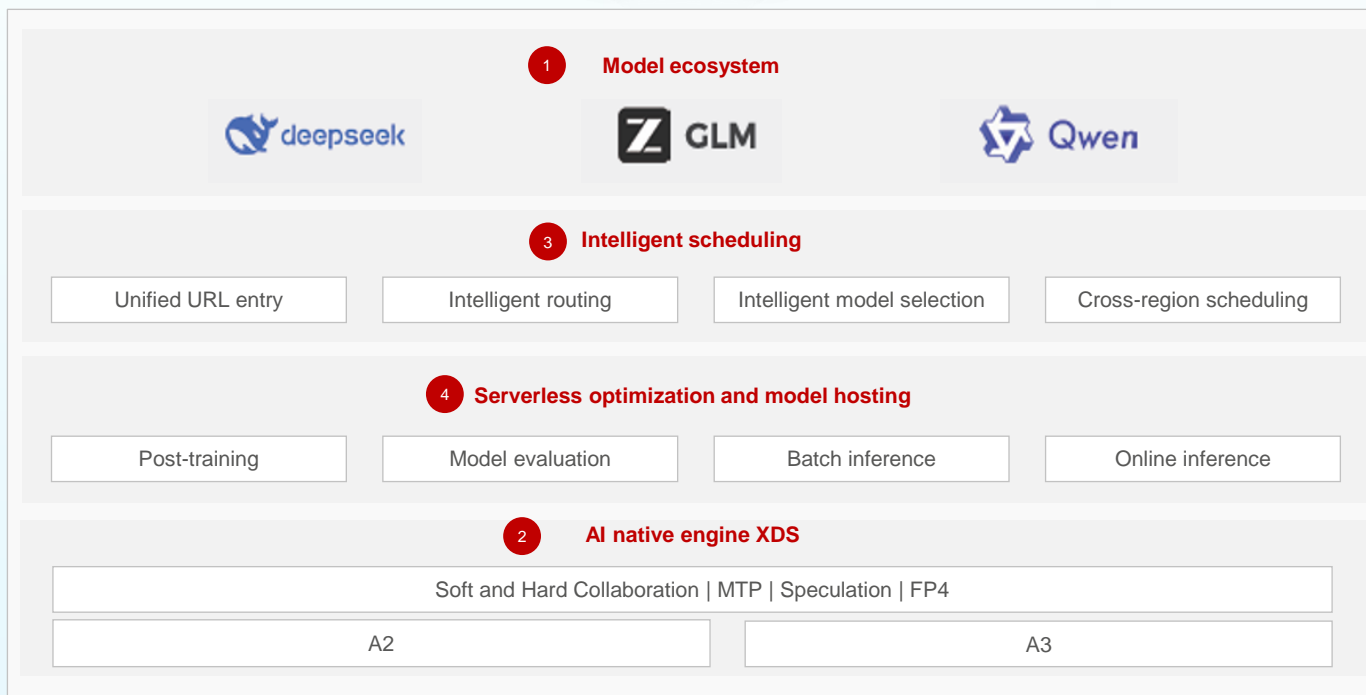 1 Model ecosystem
deepseek GLM Qwen
3 Intelligent scheduling
Unified URL entry Intelligent routing Intelligent model selection Cross-region scheduling
4 Serverless optimization and model hosting
Post-training Model evaluation Batch inference Online inference
2 AI native engine XDS
Soft and Hard Collaboration | MTP | Speculation | FP4
A2 A3